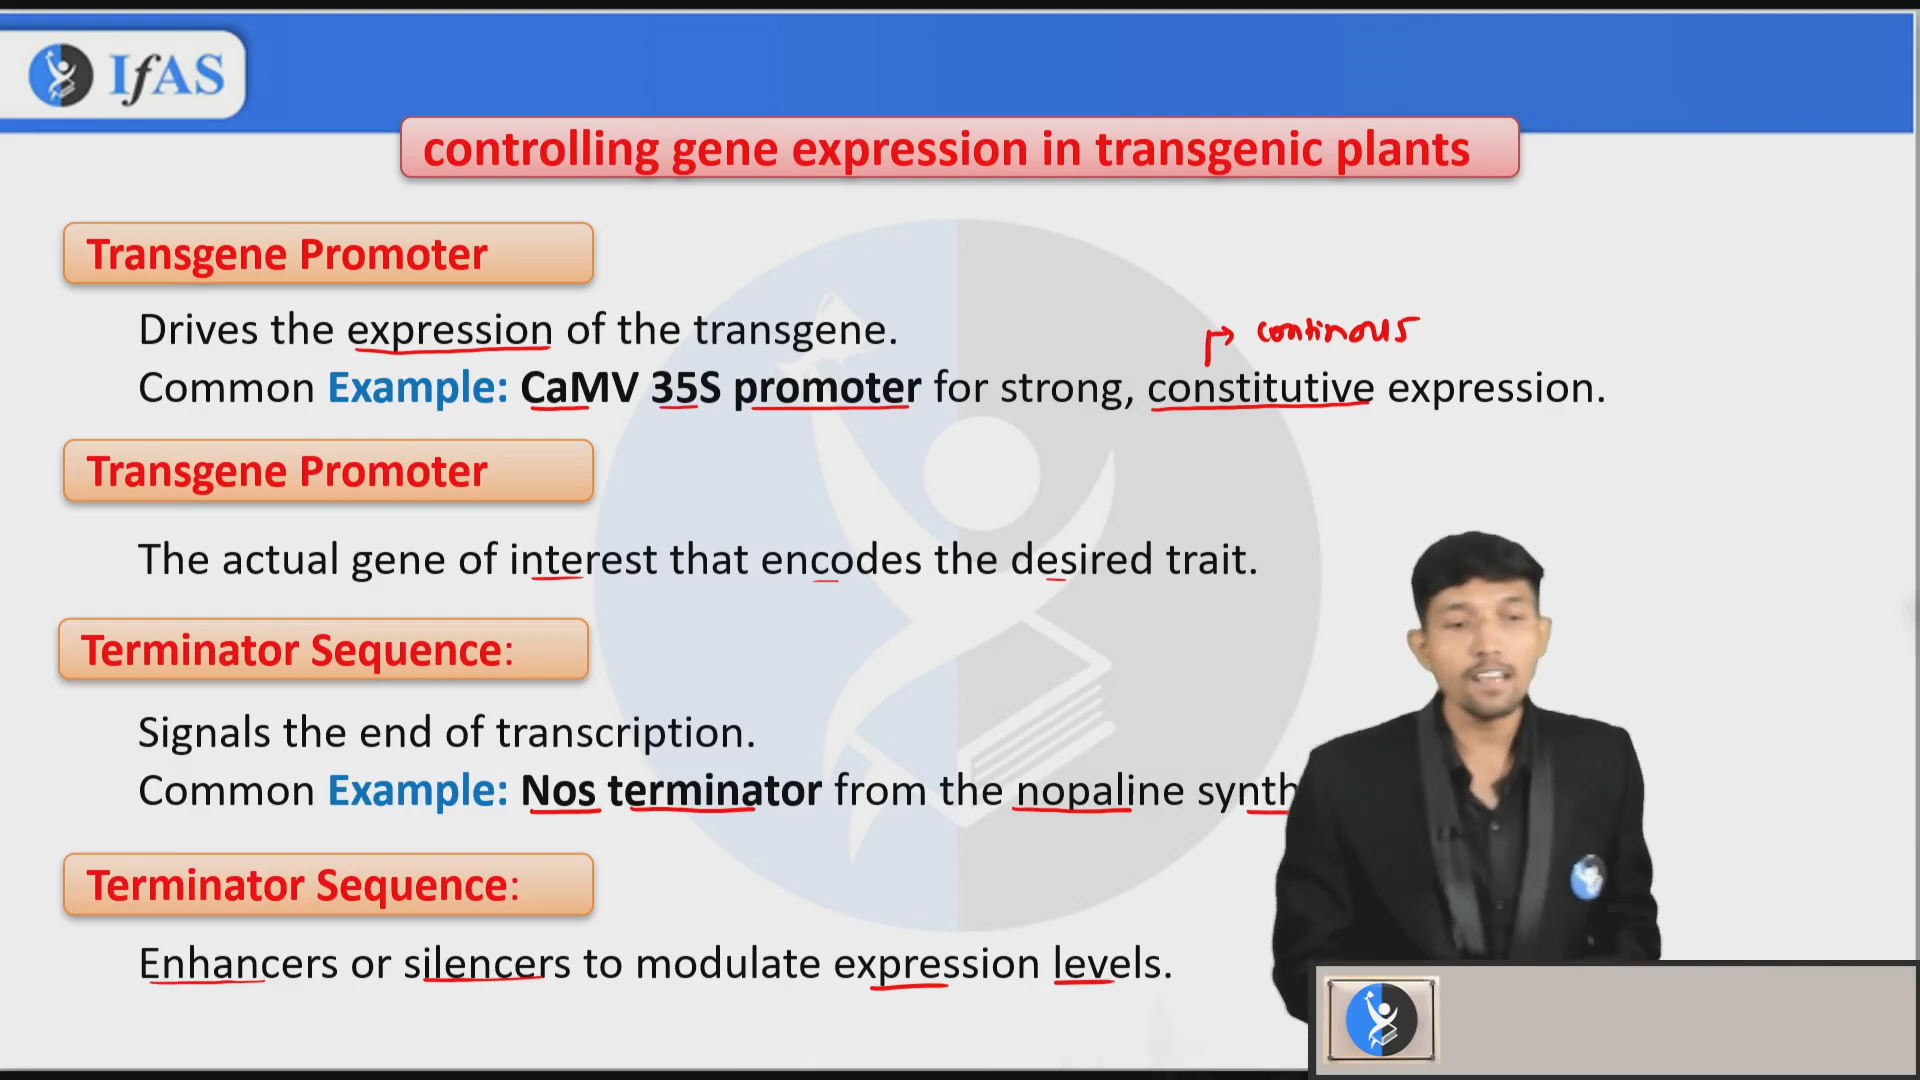 IfAS
controlling gene expression in transgenic plants
Transgene Promoter
Drives the expression of the transgene.
continous
Common Example: CaMV 35S promoter for strong, constitutive expression.
Transgene Promoter
The actual gene of interest that encodes the desired trait.
Terminator Sequence:
Signals the end of transcription.
Common Example: Nos terminator from the nopaline synth
Terminator Sequence:
Enhancers or silencers to modulate expression levels.